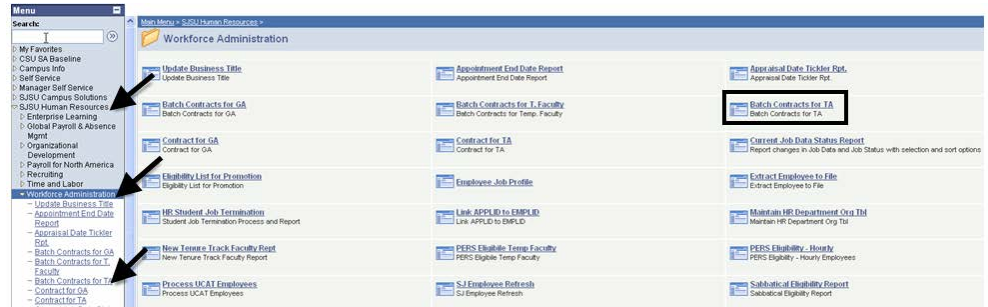 Menu
Search:
My Favorites
CSU SA Baseline
Campus Info
Self Service
Manager Self Service
SJSU Campus Solutions
SJSU Human Resources
Enterprise Learning
Global Payroll & Absence
Mgmt
Organizational
Development
Payroll for North America
Recruiting
Time and Labor
Workforce Administration
Update Business Title
Appointment End Date
Report
Appraisal Date Tickler
Rpt.
Batch Contracts for GA
Batch Contracts for T.
Faculty
Batch Contracts for TA
Contract for GA
Contract for TA
Main Menu > SJSU Human Resources >
Workforce Administration
Update Business Title
Update Business Title
Appointment End Date Report
Appointment End Date Report
Appraisal Date Tickler Rpt.
Appraisal Date Tickler Rpt.
Batch Contracts for GA
Batch Contracts for GA
Batch Contracts for T. Faculty
Batch Contracts for Temp. Faculty
Batch Contracts for TA
Batch Contracts for TA
Contract for GA
Contract for GA
Contract for TA
Contract for TA
Current Job Data Status Report
Report changes in Job Data and Job Status with selection and sort options
Eligibility List for Promotion
Eligibility List for Promotion
Employee Job Profile
Extract Employee to File
Extract Employee to File
HR Student Job Termination
Student Job Termination Process and Report
Link APPLID to EMPLID
Link APPLID to EMPLID
Maintain HR Department Org Tbl
Maintain HR Department Org Tbl
New Tenure Track Faculty Rept
New Tenure Track Faculty Report
PERS Eligibile Temp Faculty
PERS Eligible Temp Faculty
PERS Eligibility - Hourly
PERS Eligibility - Hourly Employees
Process UCAT Employees
Process UCAT Employees
SJ Employee Refresh
SJ Employee Refresh
Sabbatical Eligibility Report
Sabbatical Eligibility Report